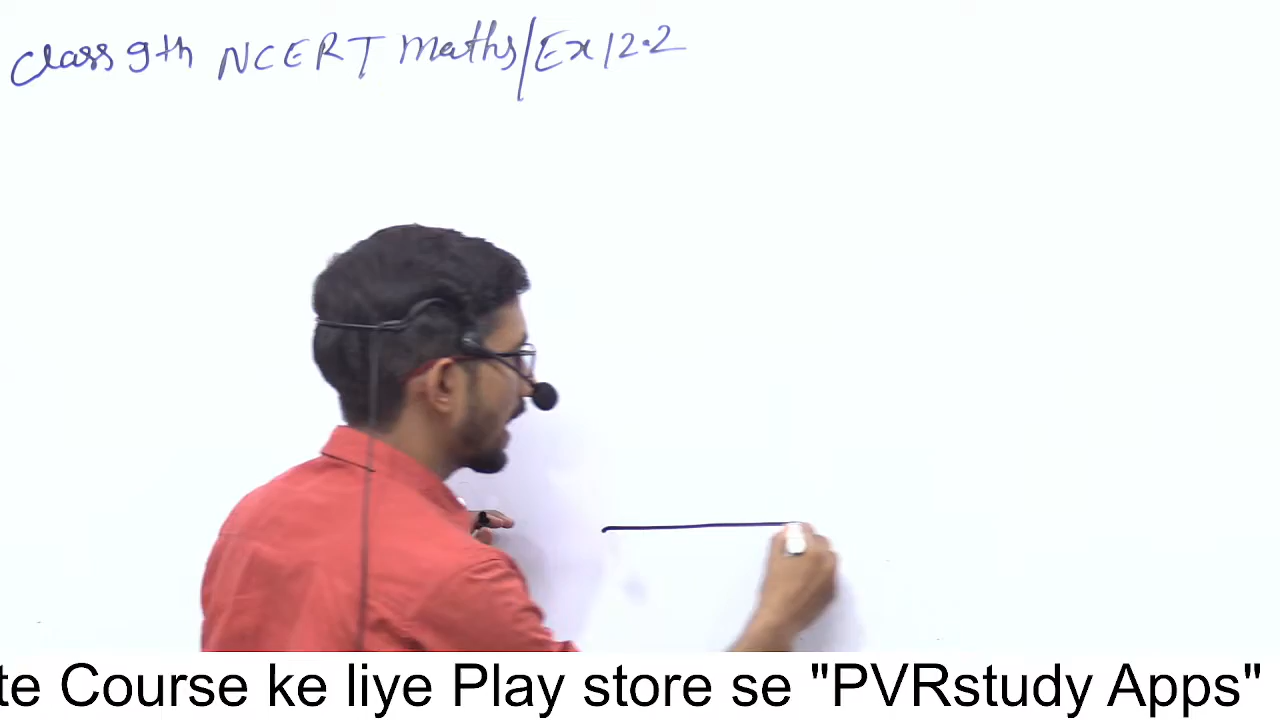 Class 9th NCERT Maths/Ex 12.2
te Course ke liye Play store se "PVRstudy Apps"